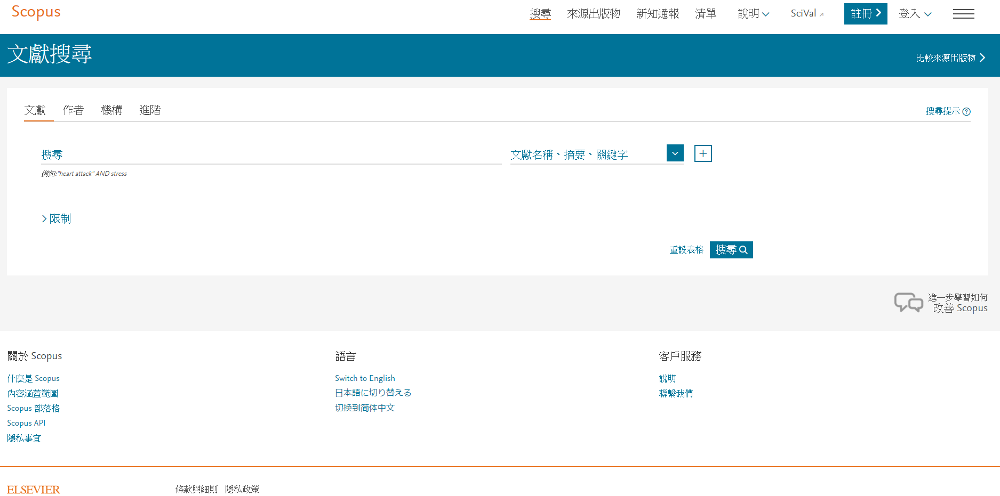 Scopus
搜尋 來源出版物 新知通報 清單 說明 SciVal 註冊 登入
文獻搜尋
比較來源出版物
文獻 作者 機構 進階
搜尋提示
搜尋
文獻名稱、摘要、關鍵字
例如:"heart attack" AND stress
限制
重設表格 搜尋
進一步學習如何
改善 Scopus
關於 Scopus
什麼是 Scopus
內容涵蓋範圍
Scopus 部落格
Scopus API
隱私事宜
語言
Switch to English
日本語に切り替える
切换到简体中文
客戶服務
說明
聯繫我們
ELSEVIER
條款與細則 隱私政策